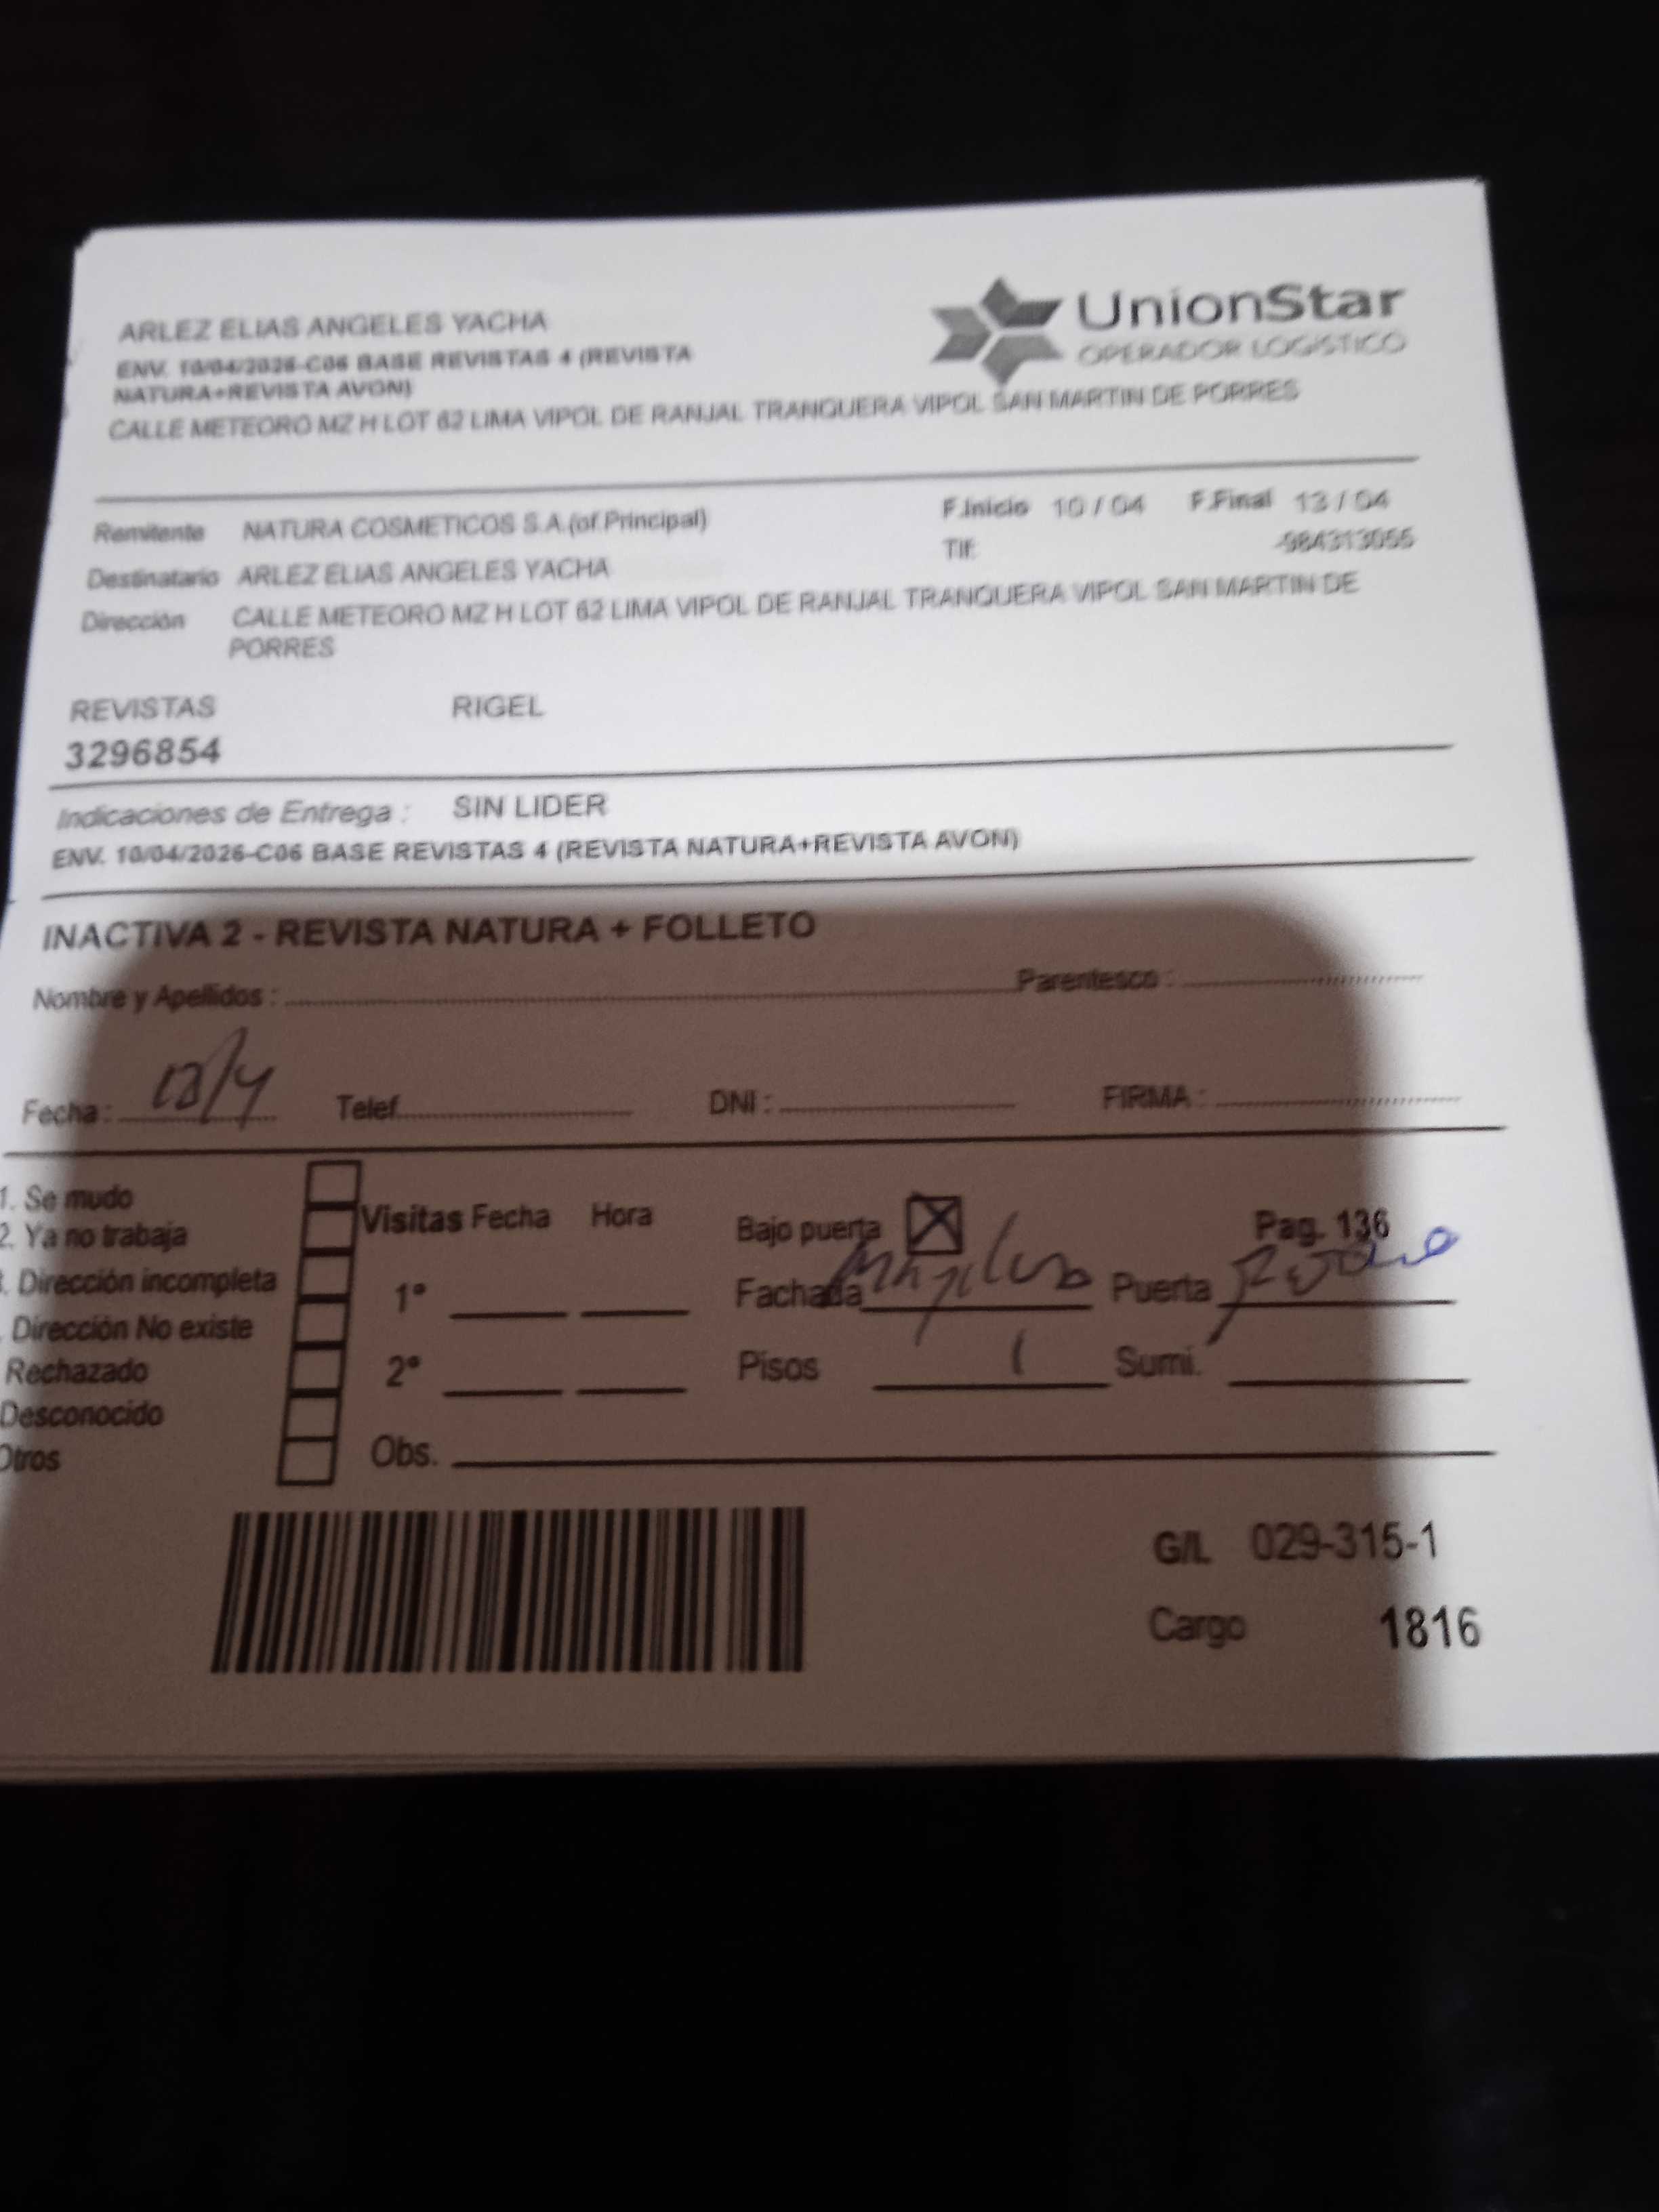 UnionStar
OPERADOR LOGÍSTICO
ARLEZ ELIAS ANGELES YACHA
ENV. 10/04/2026-C06 BASE REVISTAS 4 (REVISTA
NATURA+REVISTA AVON)
CALLE METEORO MZ H LOT 62 LIMA VIPOL DE RANJAL TRANQUERA VIPOL SAN MARTIN DE PORRES
Remitente NATURA COSMETICOS S.A.(of.Principal) F.Inicio 10 / 04 F.Final 13 / 04
Tlf: -984313055
Destinatario ARLEZ ELIAS ANGELES YACHA
Dirección CALLE METEORO MZ H LOT 62 LIMA VIPOL DE RANJAL TRANQUERA VIPOL SAN MARTIN DE
PORRES
REVISTAS RIGEL
3296854
Indicaciones de Entrega : SIN LIDER
ENV. 10/04/2026-C06 BASE REVISTAS 4 (REVISTA NATURA+REVISTA AVON)
INACTIVA 2 - REVISTA NATURA + FOLLETO
Nombre y Apellidos : Parentesco :
Fecha : Telef. DNI : FIRMA :
1. Se mudo
2. Ya no trabaja
. Dirección incompleta
. Dirección No existe
Rechazado
Desconocido
Otros
Visitas Fecha Hora
1°
2°
Obs.
Bajo puerta Pag. 136
Fachada Puerta
Pisos 1 Sumi.
G/L 029-315-1
Cargo 1816